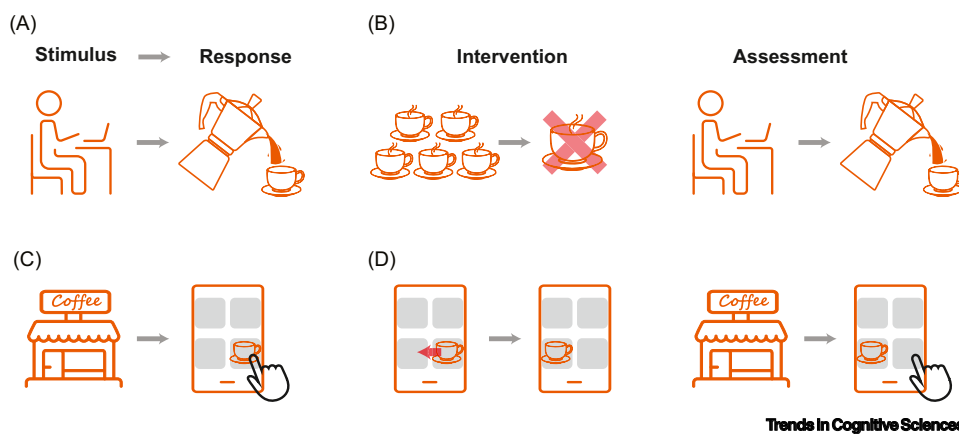 (A)
(B)
Stimulus
Response
Intervention
Assessment
(C)
(D)
Coffee
Coffee
Trends in Cognitive Sciences